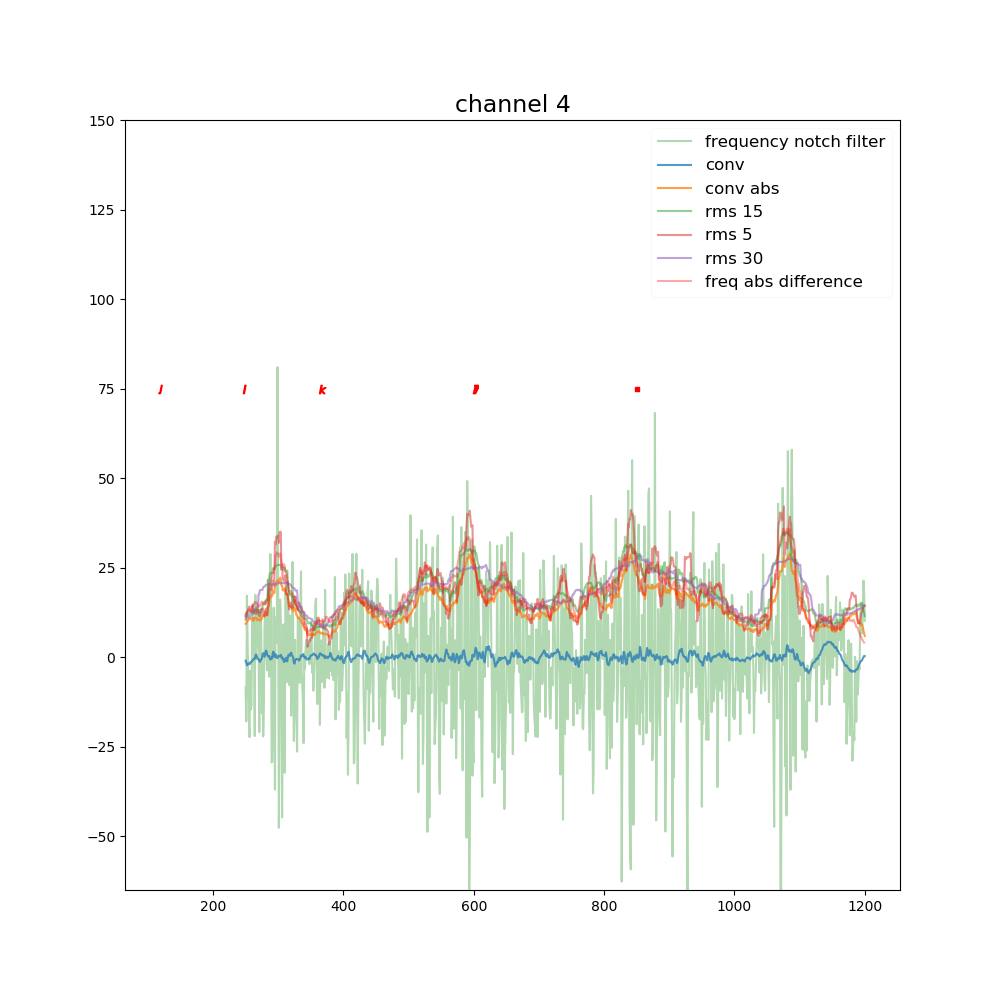 channel 4
150
frequency notch filter
conv
conv abs
125
rms 15
rms 5
rms 30
freq abs difference
100
75
j l k
50
25
0
−25
−50
200 400 600 800 1000 1200